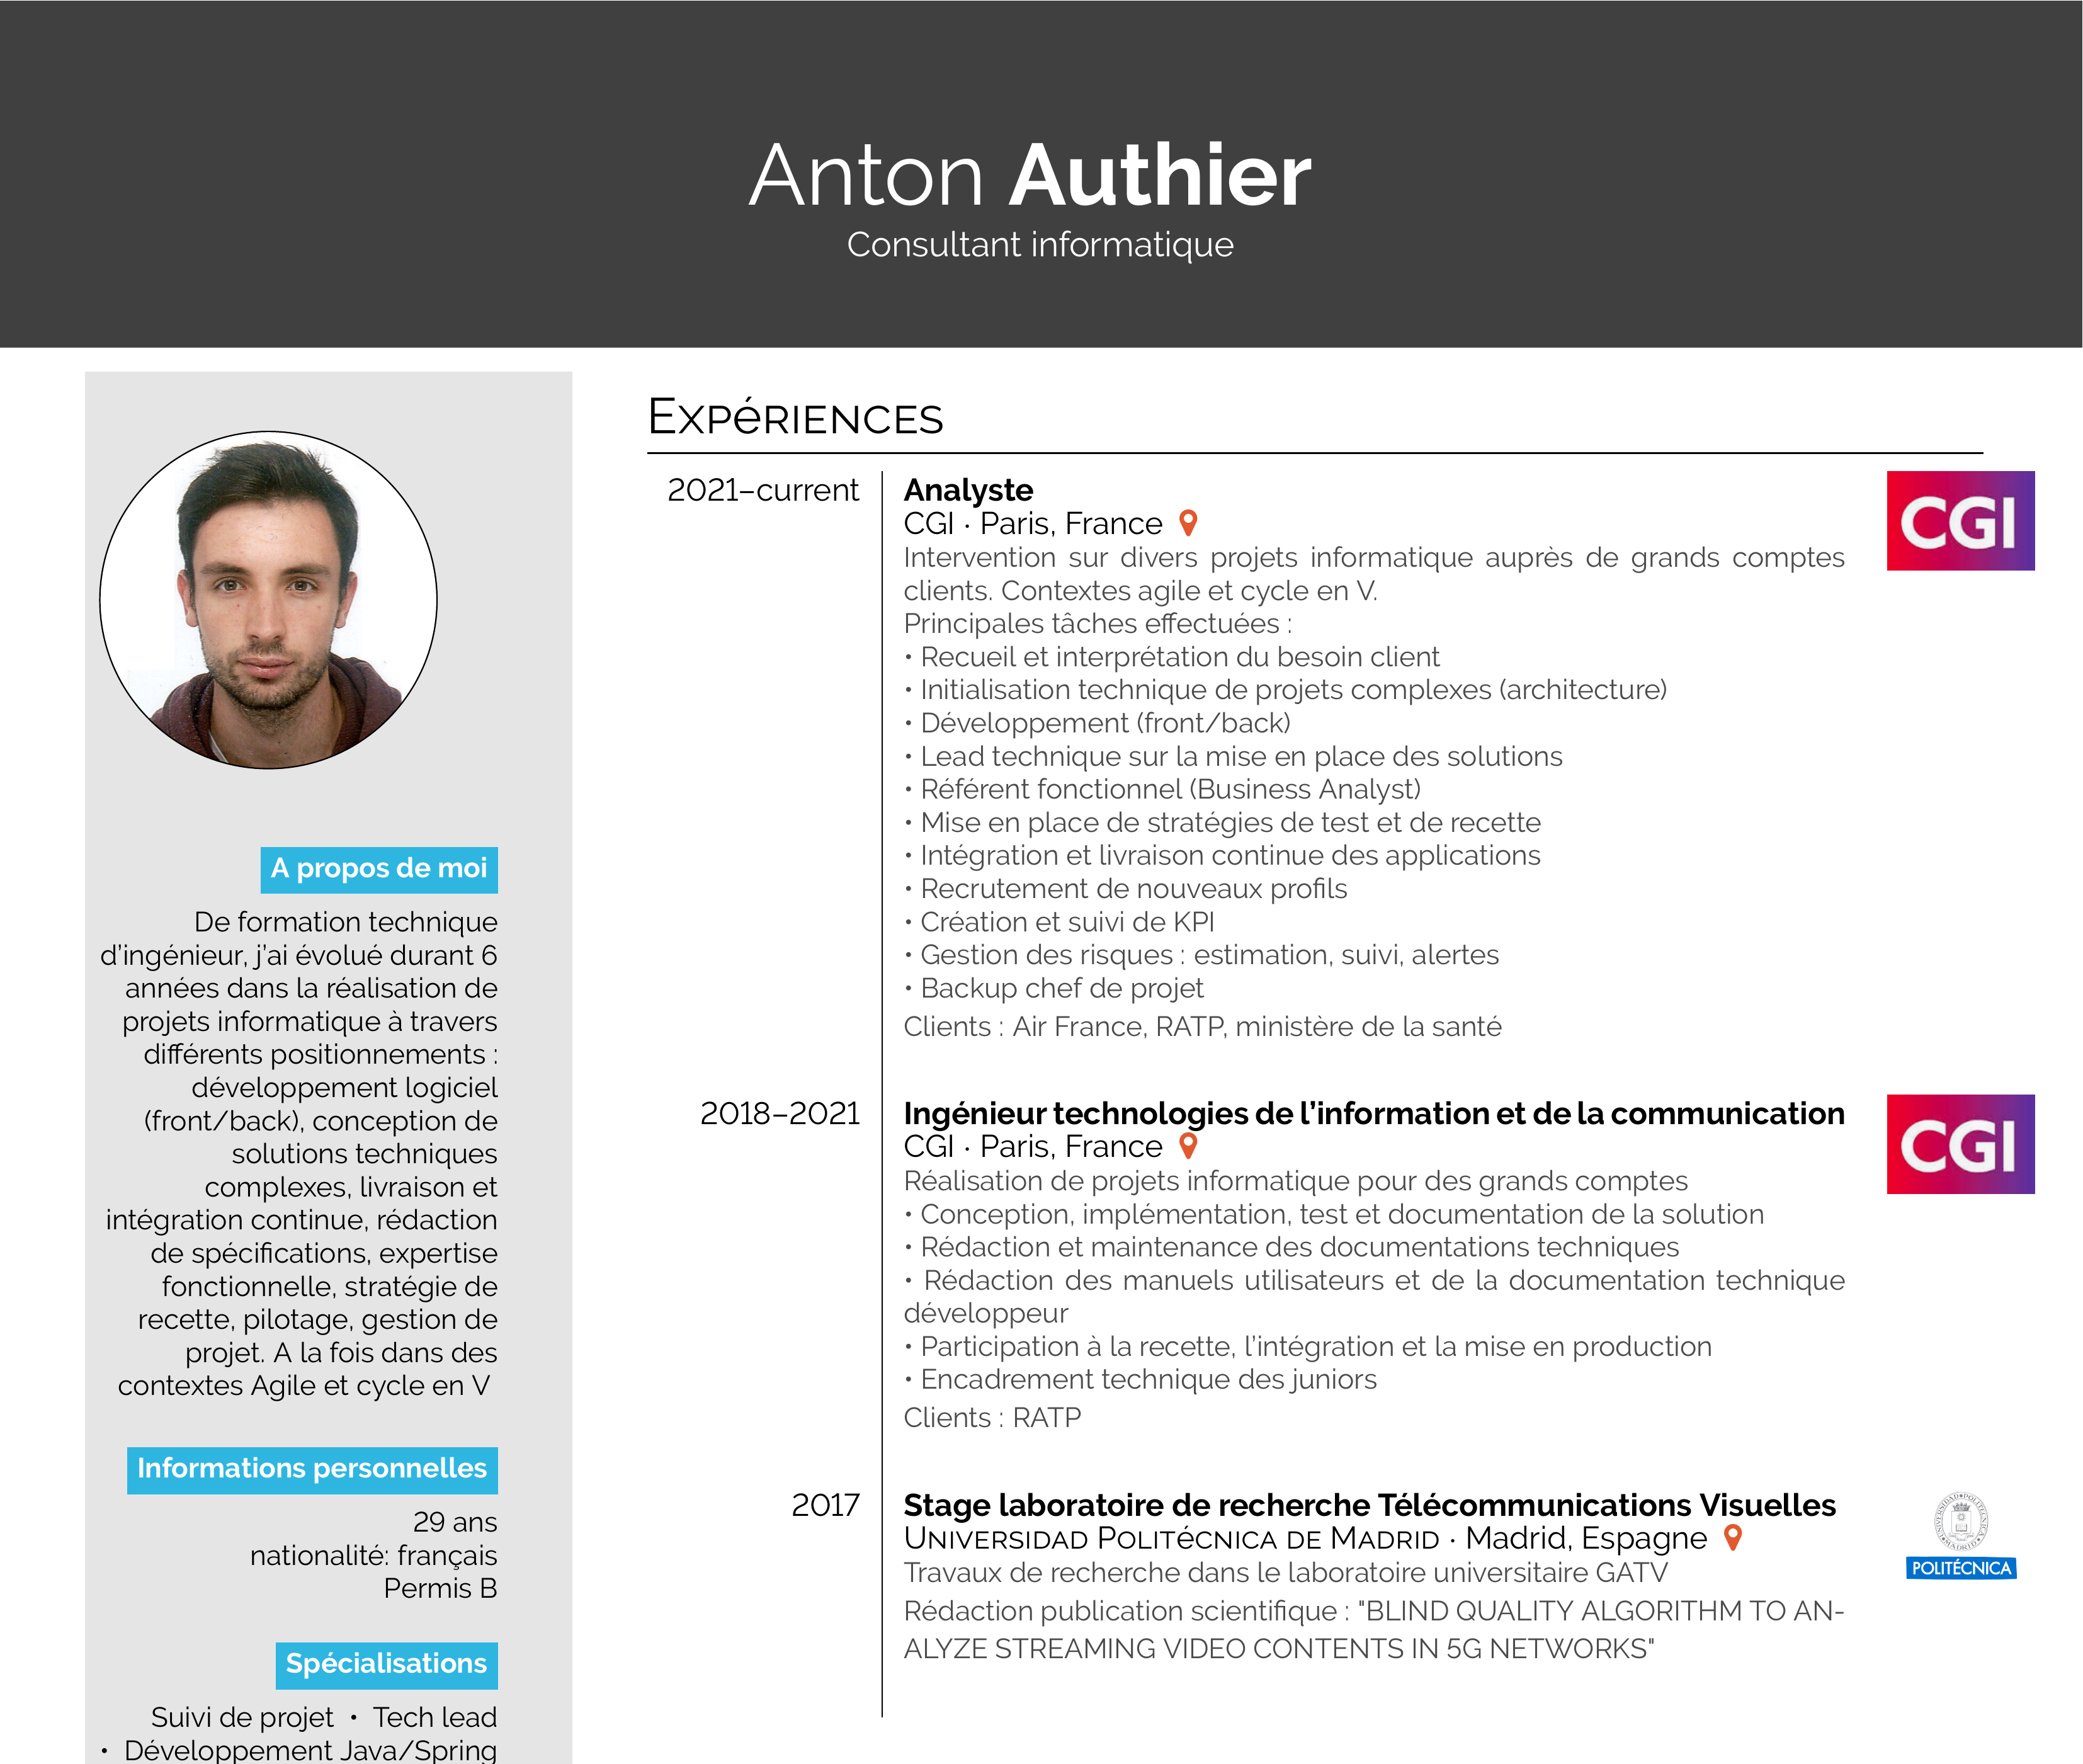 Anton Authier
Consultant informatique
A propos de moi
De formation technique
d'ingénieur, j'ai évolué durant 6
années dans la réalisation de
projets informatique à travers
différents positionnements :
développement logiciel
(front/back), conception de
solutions techniques
complexes, livraison et
intégration continue, rédaction
de spécifications, expertise
fonctionnelle, stratégie de
recette, pilotage, gestion de
projet. A la fois dans des
contextes Agile et cycle en V
Informations personnelles
29 ans
nationalité: français
Permis B
Spécialisations
Suivi de projet • Tech lead
• Développement Java/Spring
EXPéRIENCES
2021–current
Analyste
CGI · Paris, France
CGI
Intervention sur divers projets informatique auprès de grands comptes
clients. Contextes agile et cycle en V.
Principales tâches effectuées :
• Recueil et interprétation du besoin client
• Initialisation technique de projets complexes (architecture)
• Développement (front/back)
• Lead technique sur la mise en place des solutions
• Référent fonctionnel (Business Analyst)
• Mise en place de stratégies de test et de recette
• Intégration et livraison continue des applications
• Recrutement de nouveaux profils
• Création et suivi de KPI
• Gestion des risques : estimation, suivi, alertes
• Backup chef de projet
Clients : Air France, RATP, ministère de la santé
2018–2021
Ingénieur technologies de l'information et de la communication
CGI · Paris, France
CGI
Réalisation de projets informatique pour des grands comptes
• Conception, implémentation, test et documentation de la solution
• Rédaction et maintenance des documentations techniques
• Rédaction des manuels utilisateurs et de la documentation technique
développeur
• Participation à la recette, l'intégration et la mise en production
• Encadrement technique des juniors
Clients : RATP
2017
Stage laboratoire de recherche Télécommunications Visuelles
UNIVERSIDAD POLITéCNICA DE MADRID · Madrid, Espagne
POLITÉCNICA
Travaux de recherche dans le laboratoire universitaire GATV
Rédaction publication scientifique : "BLIND QUALITY ALGORITHM TO AN-
ALYZE STREAMING VIDEO CONTENTS IN 5G NETWORKS"